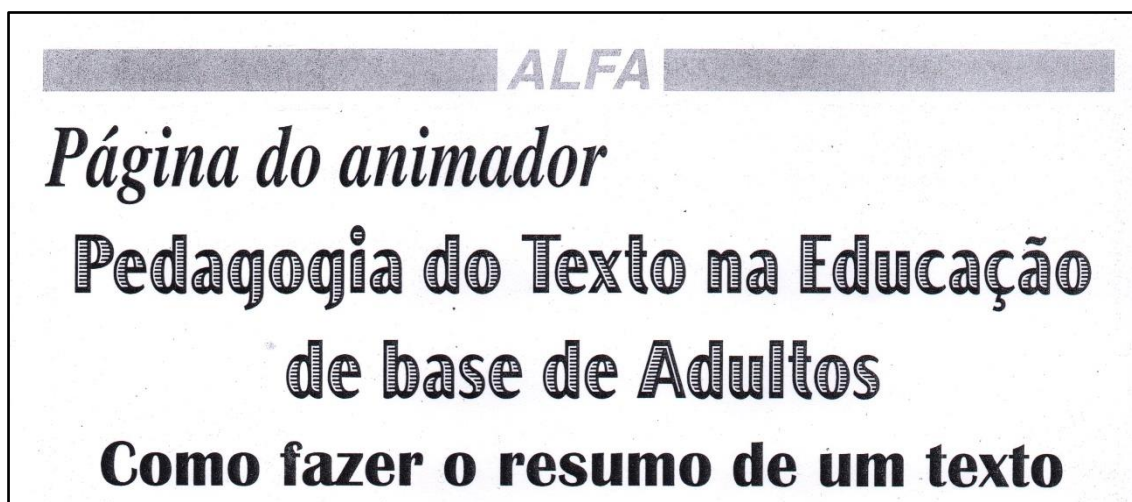 ALFA
Página do animador
Pedagogia do Texto na Educação
de base de Adultos
Como fazer o resumo de um texto